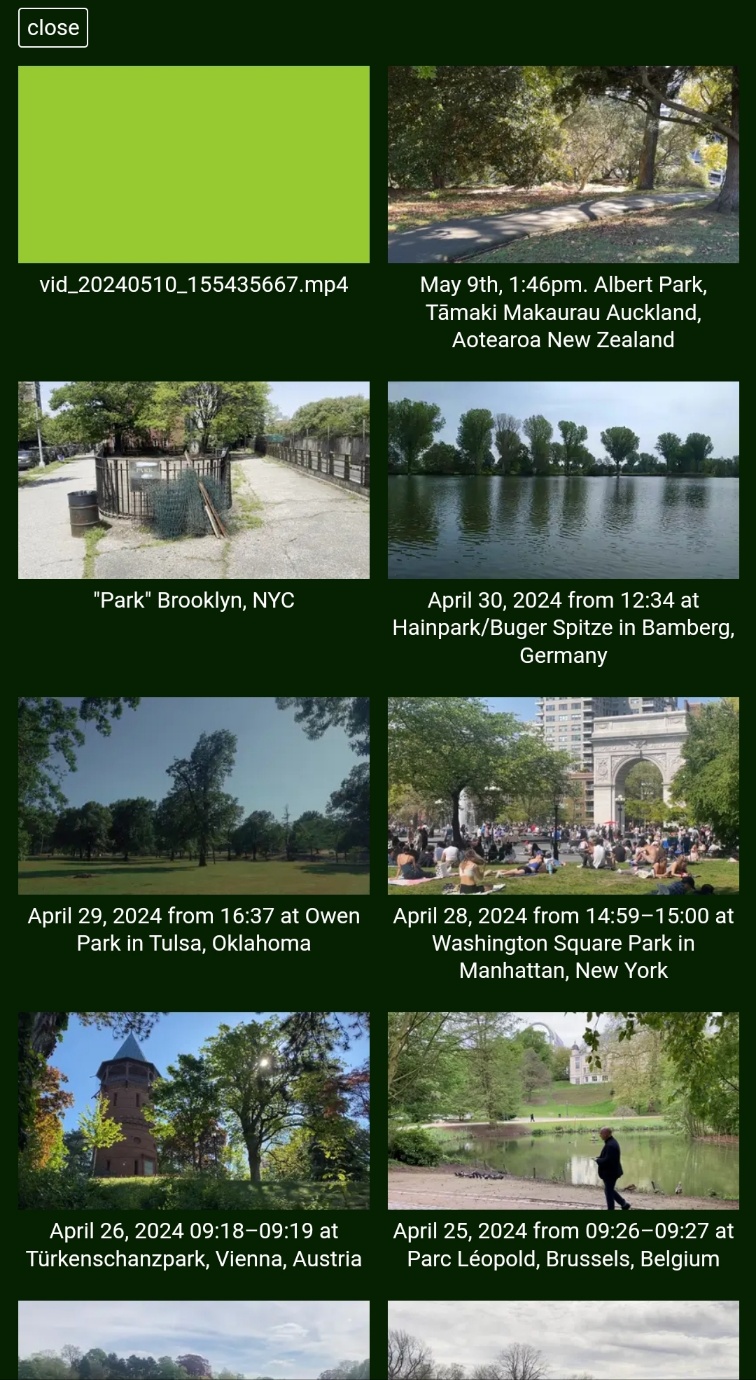 close
vid_20240510_155435667.mp4
May 9th, 1:46pm. Albert Park,
Tāmaki Makaurau Auckland,
Aotearoa New Zealand
"Park" Brooklyn, NYC
April 30, 2024 from 12:34 at
Hainpark/Buger Spitze in Bamberg,
Germany
April 29, 2024 from 16:37 at Owen
Park in Tulsa, Oklahoma
April 28, 2024 from 14:59–15:00 at
Washington Square Park in
Manhattan, New York
April 26, 2024 09:18–09:19 at
Türkenschanzpark, Vienna, Austria
April 25, 2024 from 09:26–09:27 at
Parc Léopold, Brussels, Belgium